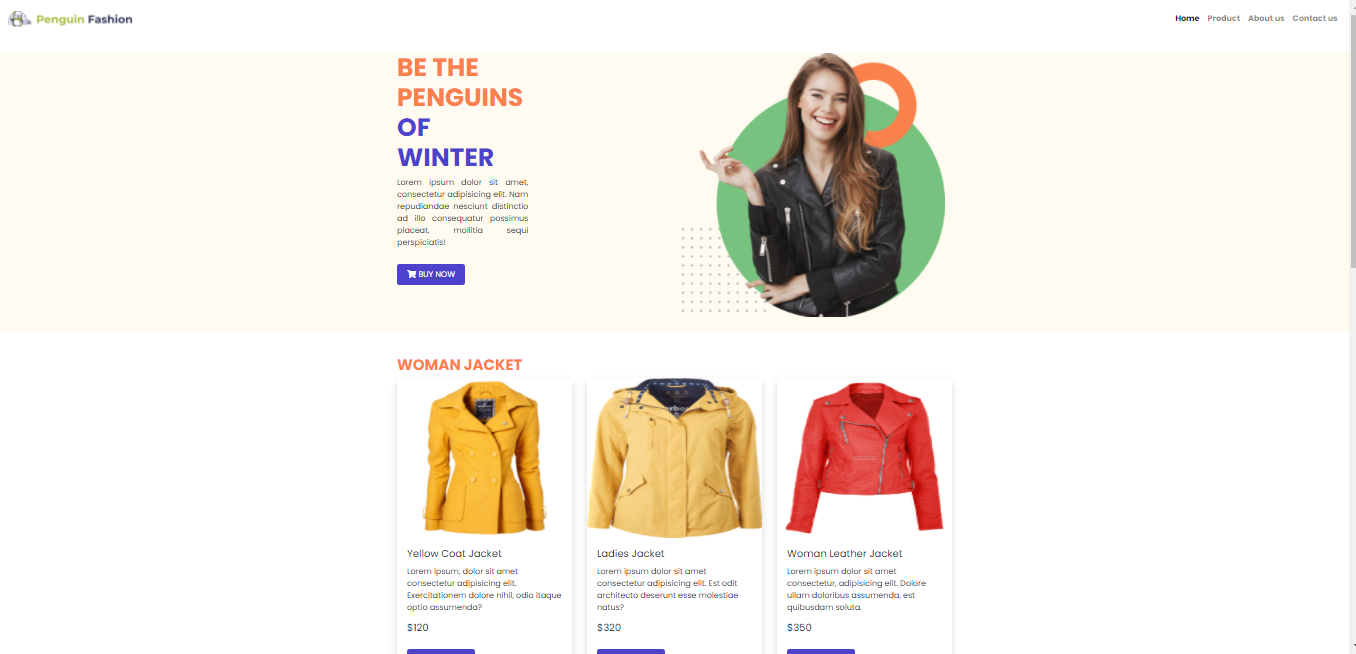 Penguin Fashion
Home Product About us Contact us
BE THE
PENGUINS
OF
WINTER
Lorem ipsum dolor sit amet,
consectetur adipisicing elit. Nam
repudiandae nesciunt distinctio
ad illo consequatur possimus
placeat, mollitia sequi
perspiciatis!
BUY NOW
WOMAN JACKET
Yellow Coat Jacket
Lorem ipsum, dolor sit amet
consectetur adipisicing elit.
Exercitationem dolore nihil, odio itaque
optio assumenda?
$120
Ladies Jacket
Lorem ipsum dolor sit amet
consectetur adipisicing elit. Est odit
architecto deserunt esse molestiae
natus?
$320
Woman Leather Jacket
Lorem ipsum dolor sit amet
consectetur, adipisicing elit. Dolore
ullam doloribus assumenda, est
quibusdam soluta.
$350